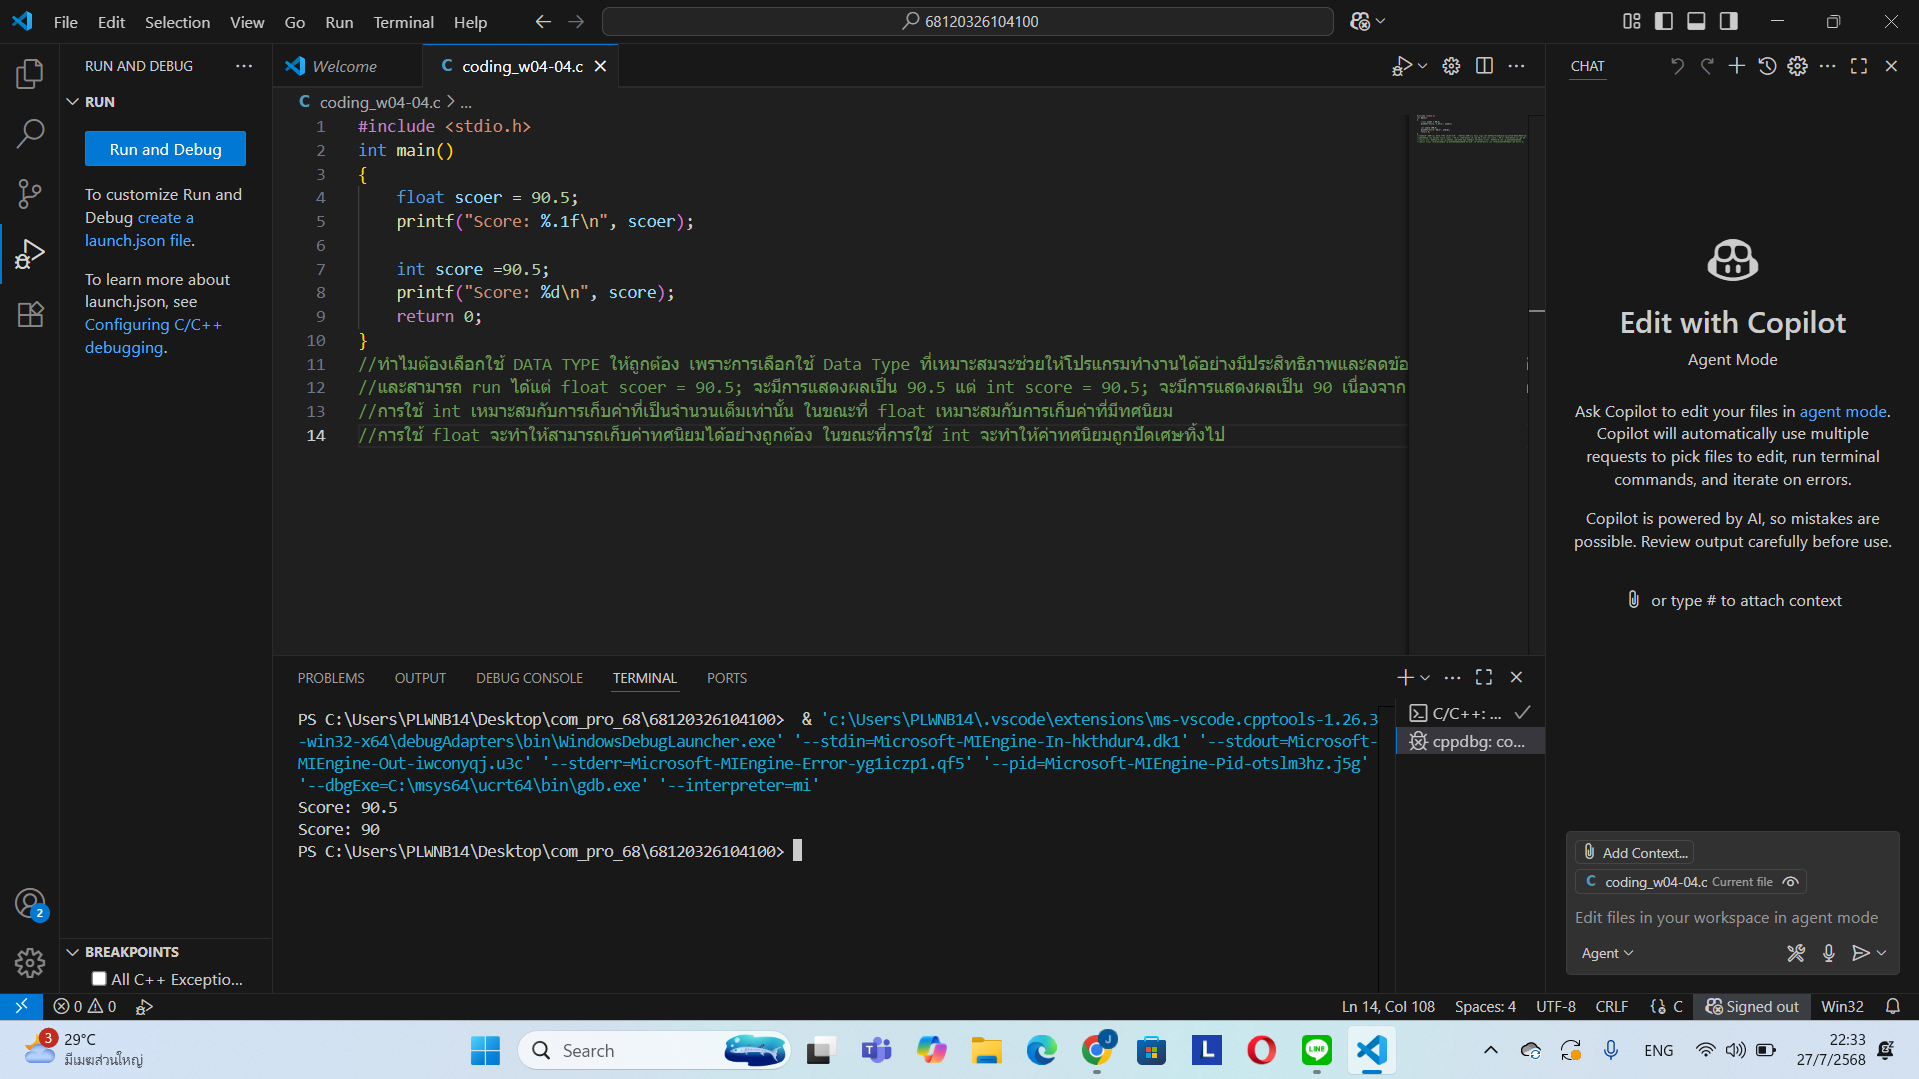 File Edit Selection View Go Run Terminal Help
68120326104100
RUN AND DEBUG
RUN
Run and Debug
To customize Run and
Debug create a
launch.json file.
To learn more about
launch.json, see
Configuring C/C++
debugging.
BREAKPOINTS
All C++ Exceptio...
Welcome
C coding_w04-04.c
C coding_w04-04.c > ...
1 #include <stdio.h>
2 int main()
3 {
4 float scoer = 90.5;
5 printf("Score: %.1f\n", scoer);
6
7 int score =90.5;
8 printf("Score: %d\n", score);
9 return 0;
10 }
11 //ทำไมต้องเลือกใช้ DATA TYPE ให้ถูกต้อง เพราะการเลือกใช้ Data Type ที่เหมาะสมจะช่วยให้โปรแกรมทำงานได้อย่างมีประสิทธิภาพและลดข้อ
12 //และสามารถ run ได้แต่ float scoer = 90.5; จะมีการแสดงผลเป็น 90.5 แต่ int score = 90.5; จะมีการแสดงผลเป็น 90 เนื่องจาก
13 //การใช้ int เหมาะสมกับการเก็บค่าที่เป็นจำนวนเต็มเท่านั้น ในขณะที่ float เหมาะสมกับการเก็บค่าที่มีทศนิยม
14 //การใช้ float จะทำให้สามารถเก็บค่าทศนิยมได้อย่างถูกต้อง ในขณะที่การใช้ int จะทำให้ค่าทศนิยมถูกปัดเศษทิ้งไป
PROBLEMS OUTPUT DEBUG CONSOLE TERMINAL PORTS
PS C:\Users\PLWNB14\Desktop\com_pro_68\68120326104100> & 'c:\Users\PLWNB14\.vscode\extensions\ms-vscode.cpptools-1.26.3
-win32-x64\debugAdapters\bin\WindowsDebugLauncher.exe' '--stdin=Microsoft-MIEngine-In-hkthdur4.dk1' '--stdout=Microsoft-
MIEngine-Out-iwconyqj.u3c' '--stderr=Microsoft-MIEngine-Error-yg1iczp1.qf5' '--pid=Microsoft-MIEngine-Pid-otslm3hz.j5g'
'--dbgExe=C:\msys64\ucrt64\bin\gdb.exe' '--interpreter=mi'
Score: 90.5
Score: 90
PS C:\Users\PLWNB14\Desktop\com_pro_68\68120326104100>
C/C++: ...
cppdbg: co...
CHAT
Edit with Copilot
Agent Mode
Ask Copilot to edit your files in agent mode.
Copilot will automatically use multiple
requests to pick files to edit, run terminal
commands, and iterate on errors.
Copilot is powered by AI, so mistakes are
possible. Review output carefully before use.
or type # to attach context
Add Context...
C coding_w04-04.c Current file
Edit files in your workspace in agent mode
Agent
2
0 0
Ln 14, Col 108 Spaces: 4 UTF-8 CRLF {} C Signed out Win32
3
29°C
มีเมฆส่วนใหญ่
Search
J
L
LINE
ENG
22:33
27/7/2568